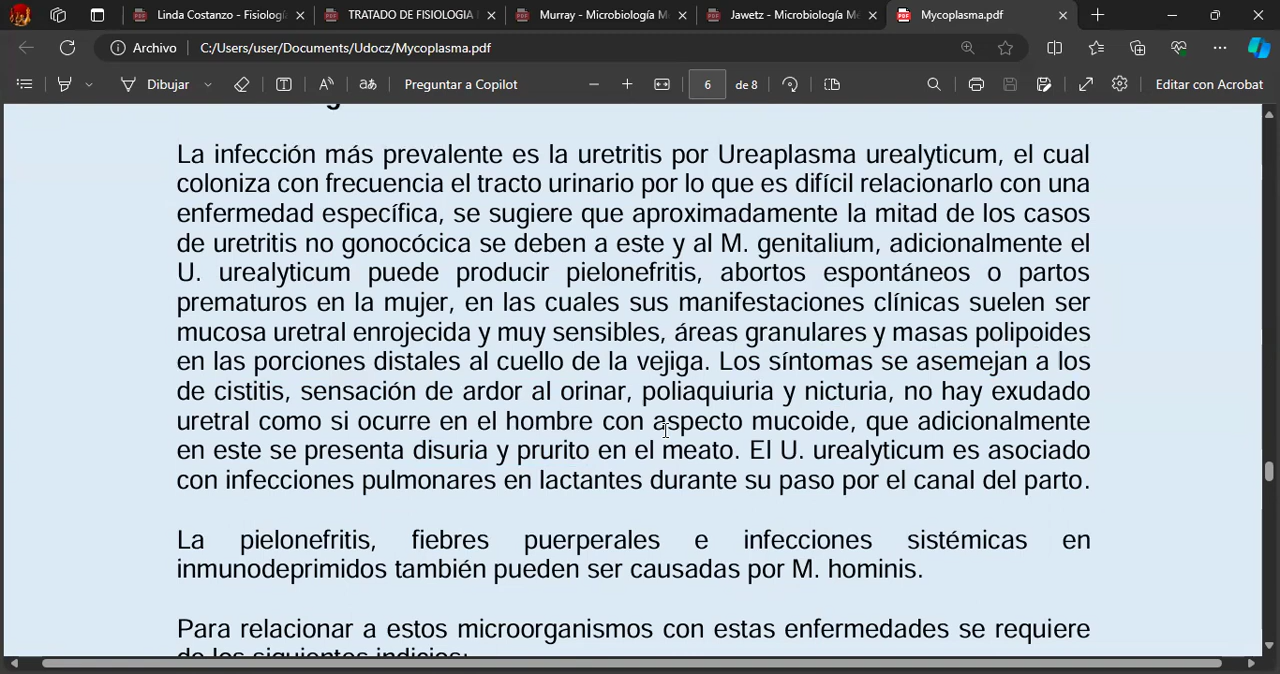 Linda Costanzo - Fisiologí
TRATADO DE FISIOLOGIA
Murray - Microbiología M
Jawetz - Microbiología Mé
Mycoplasma.pdf
Archivo
C:/Users/user/Documents/Udocz/Mycoplasma.pdf
Dibujar
Preguntar a Copilot
6
de 8
Editar con Acrobat
La infección más prevalente es la uretritis por Ureaplasma urealyticum, el cual
coloniza con frecuencia el tracto urinario por lo que es difícil relacionarlo con una
enfermedad específica, se sugiere que aproximadamente la mitad de los casos
de uretritis no gonocócica se deben a este y al M. genitalium, adicionalmente el
U. urealyticum puede producir pielonefritis, abortos espontáneos o partos
prematuros en la mujer, en las cuales sus manifestaciones clínicas suelen ser
mucosa uretral enrojecida y muy sensibles, áreas granulares y masas polipoides
en las porciones distales al cuello de la vejiga. Los síntomas se asemejan a los
de cistitis, sensación de ardor al orinar, poliaquiuria y nicturia, no hay exudado
uretral como si ocurre en el hombre con aspecto mucoide, que adicionalmente
en este se presenta disuria y prurito en el meato. El U. urealyticum es asociado
con infecciones pulmonares en lactantes durante su paso por el canal del parto.
La pielonefritis, fiebres puerperales e infecciones sistémicas en
inmunodeprimidos también pueden ser causadas por M. hominis.
Para relacionar a estos microorganismos con estas enfermedades se requiere
de los siguientes indicios: